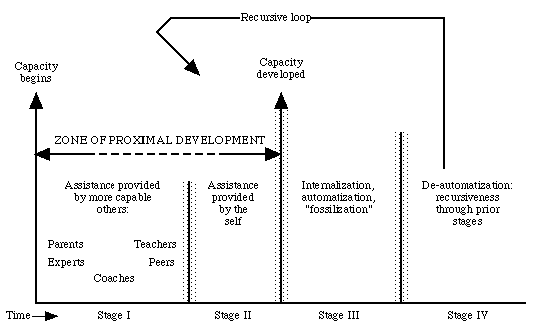 Recursive loop
Capacity
begins
Capacity
developed
ZONE OF PROXIMAL DEVELOPMENT
Assistance provided
by more capable
others:
Parents
Teachers
Experts
Peers
Coaches
Assistance
provided
by the
self
Internalization,
automatization,
"fossilization"
De-automatization:
recursiveness
through prior
stages
Time
Stage I
Stage II
Stage III
Stage IV